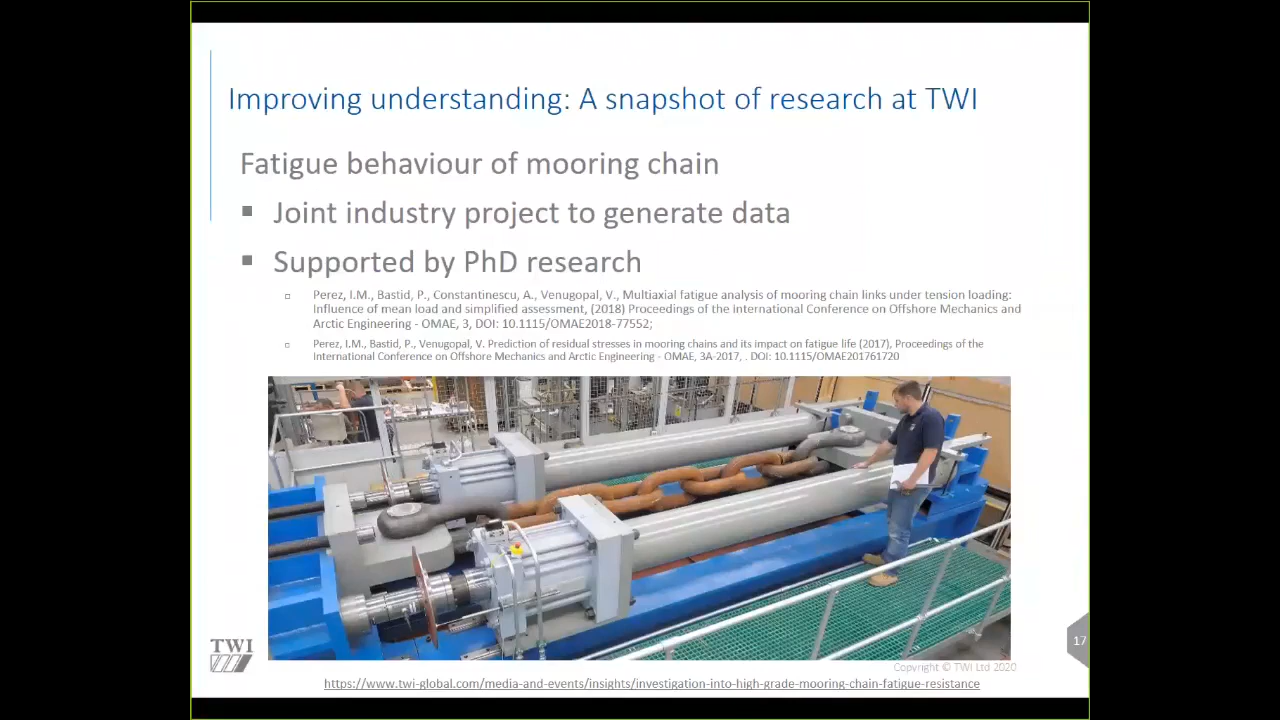 Improving understanding: A snapshot of research at TWI
Fatigue behaviour of mooring chain
▪ Joint industry project to generate data
▪ Supported by PhD research
▫ Perez, I.M., Bastid, P., Constantinescu, A., Venugopal, V., Multiaxial fatigue analysis of mooring chain links under tension loading:
Influence of mean load and simplified assessment, (2018) Proceedings of the International Conference on Offshore Mechanics and
Arctic Engineering - OMAE, 3, DOI: 10.1115/OMAE2018-77552;
▫ Perez, I.M., Bastid, P., Venugopal, V. Prediction of residual stresses in mooring chains and its impact on fatigue life (2017), Proceedings of the
International Conference on Offshore Mechanics and Arctic Engineering - OMAE, 3A-2017, . DOI: 10.1115/OMAE201761720
17
TWI
Copyright © TWI Ltd 2020
https://www.twi-global.com/media-and-events/insights/investigation-into-high-grade-mooring-chain-fatigue-resistance